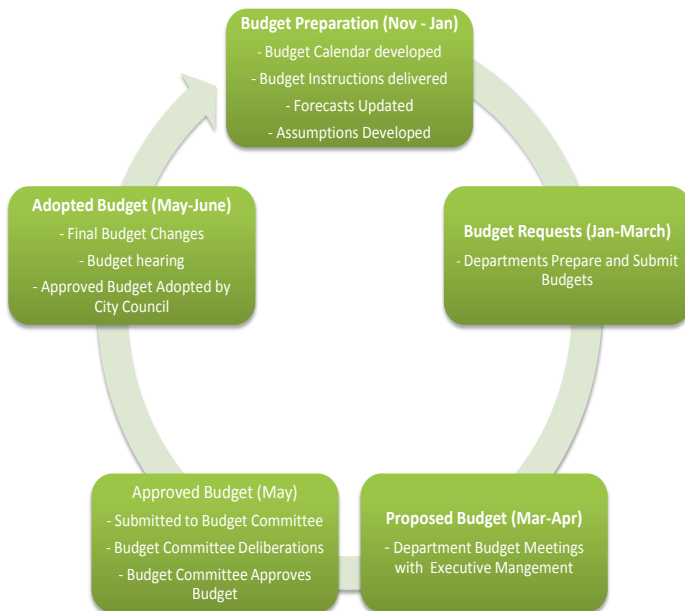 Budget Preparation (Nov - Jan)
- Budget Calendar developed
- Budget Instructions delivered
- Forecasts Updated
- Assumptions Developed
Budget Requests (Jan-March)
- Departments Prepare and Submit
Budgets
Proposed Budget (Mar-Apr)
- Department Budget Meetings
with Executive Mangement
Approved Budget (May)
- Submitted to Budget Committee
- Budget Committee Deliberations
- Budget Committee Approves
Budget
Adopted Budget (May-June)
- Final Budget Changes
- Budget hearing
- Approved Budget Adopted by
City Council